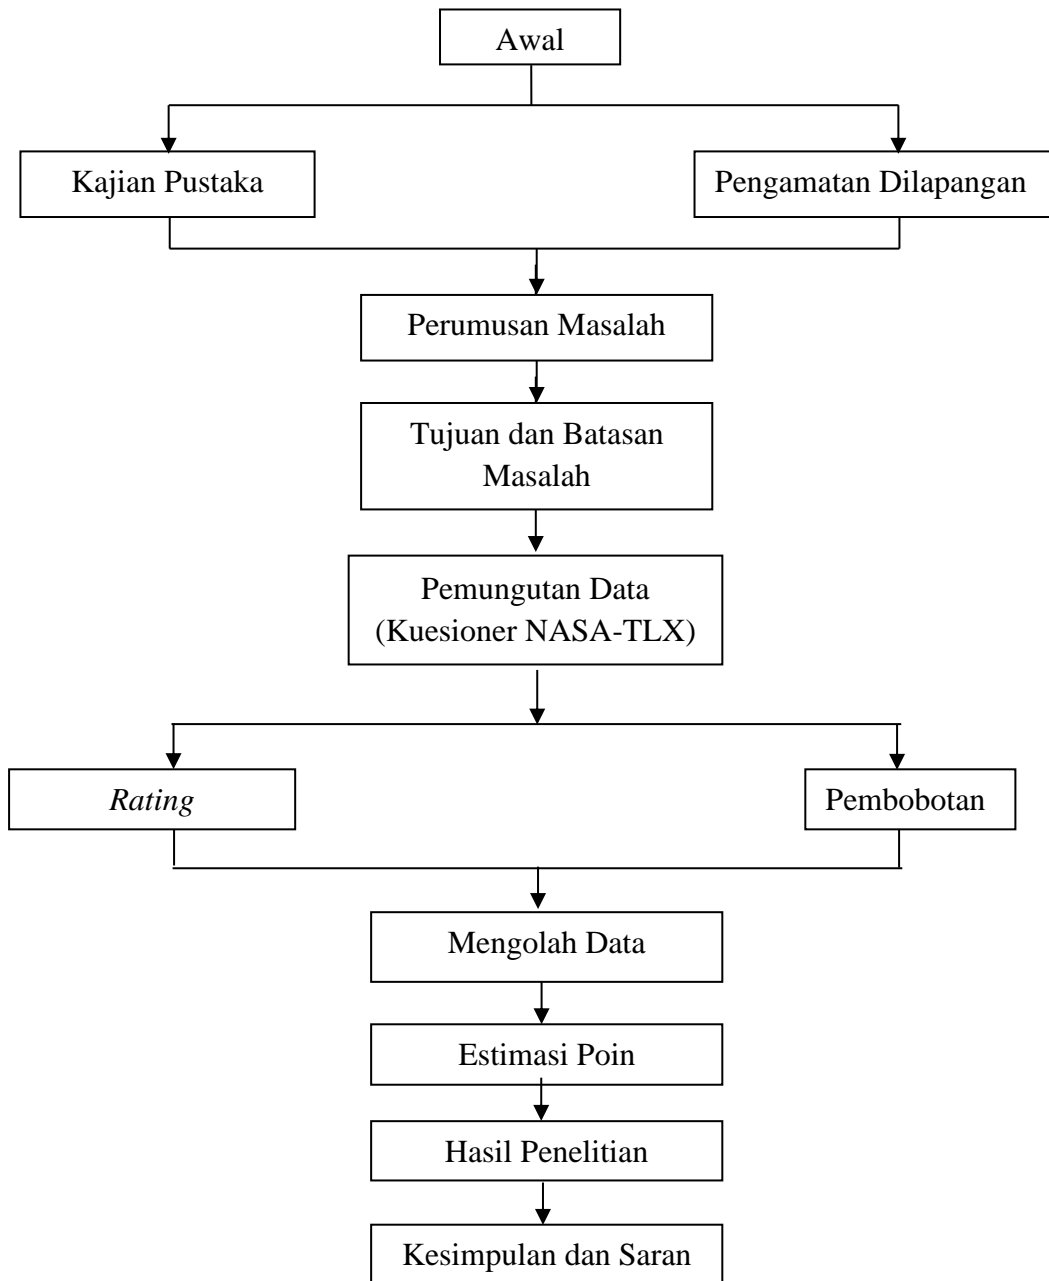 Awal
Kajian Pustaka
Pengamatan Dilapangan
Perumusan Masalah
Tujuan dan Batasan
Masalah
Pemungutan Data
(Kuesioner NASA-TLX)
Rating
Pembobotan
Mengolah Data
Estimasi Poin
Hasil Penelitian
Kesimpulan dan Saran